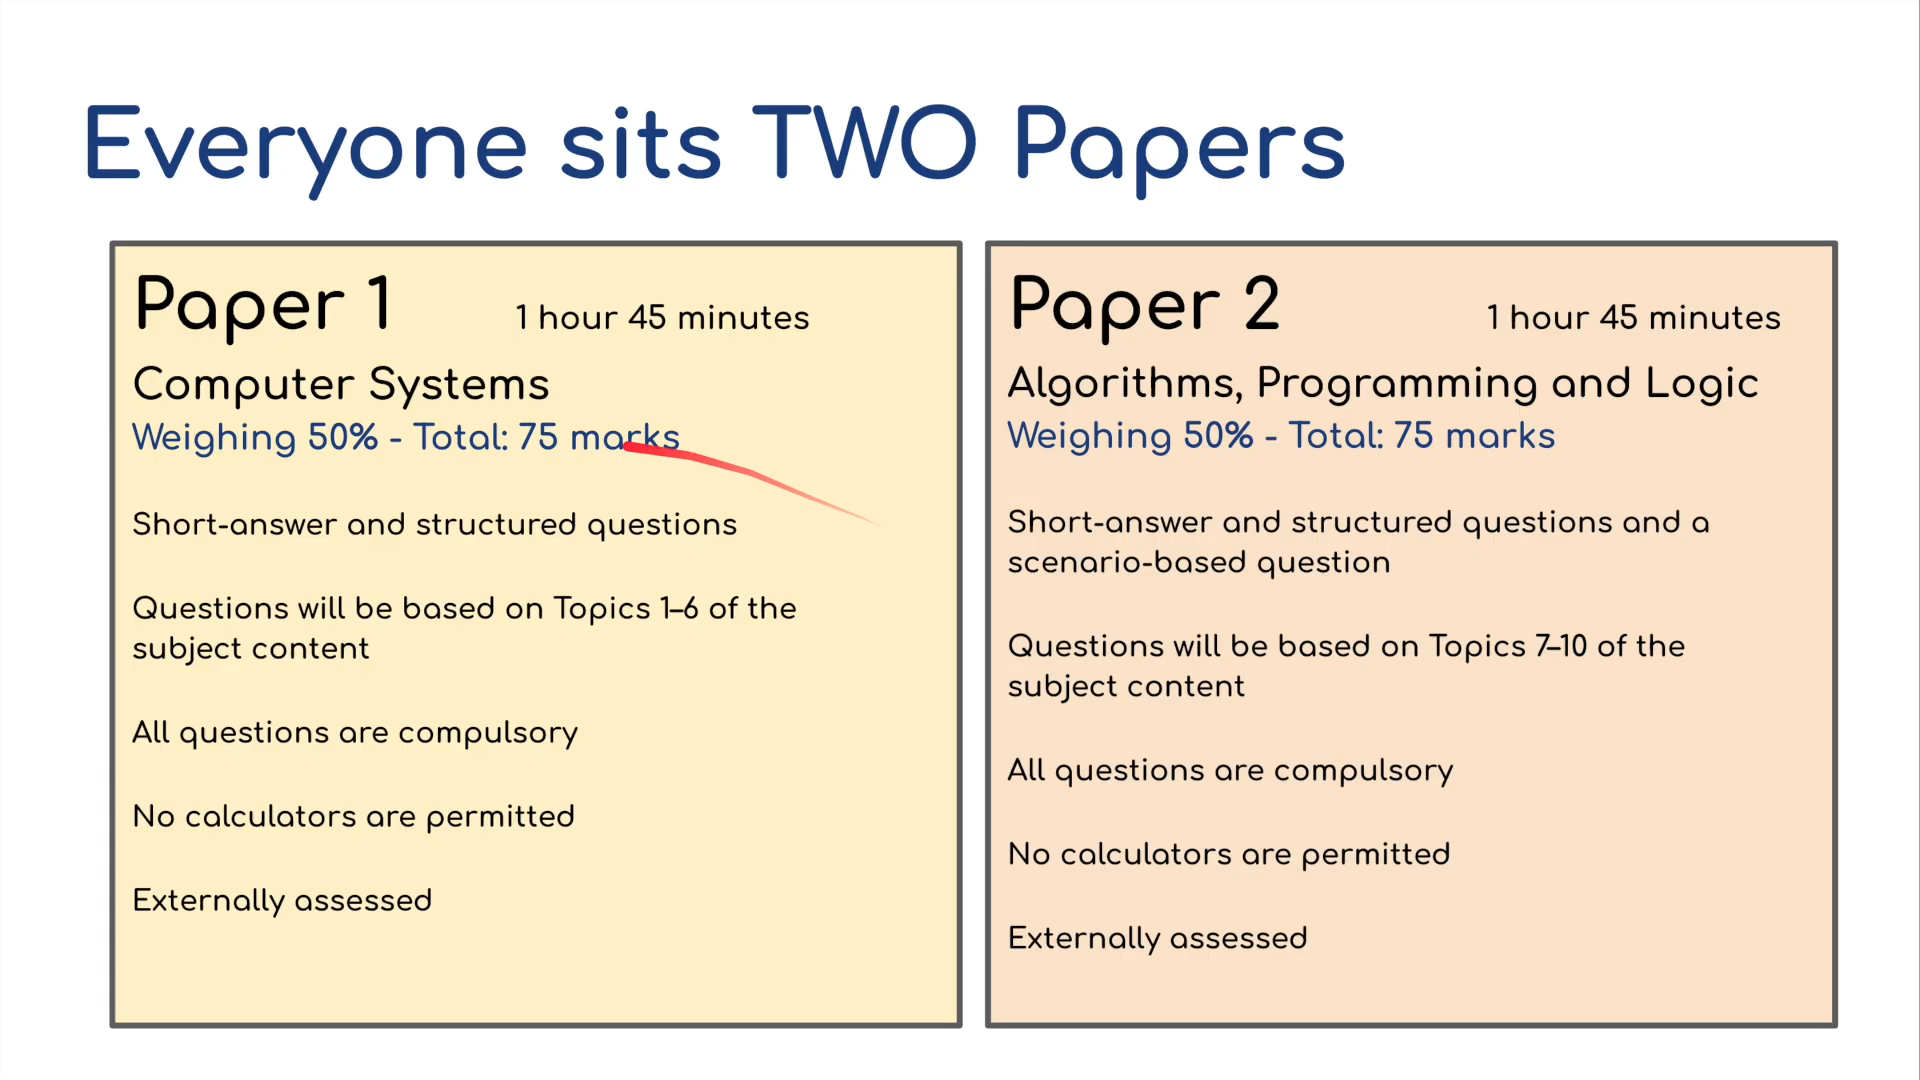 Everyone sits TWO Papers
Paper 1
1 hour 45 minutes
Computer Systems
Weighing 50% - Total: 75 marks
Short-answer and structured questions
Questions will be based on Topics 1–6 of the
subject content
All questions are compulsory
No calculators are permitted
Externally assessed
Paper 2
1 hour 45 minutes
Algorithms, Programming and Logic
Weighing 50% - Total: 75 marks
Short-answer and structured questions and a
scenario-based question
Questions will be based on Topics 7–10 of the
subject content
All questions are compulsory
No calculators are permitted
Externally assessed